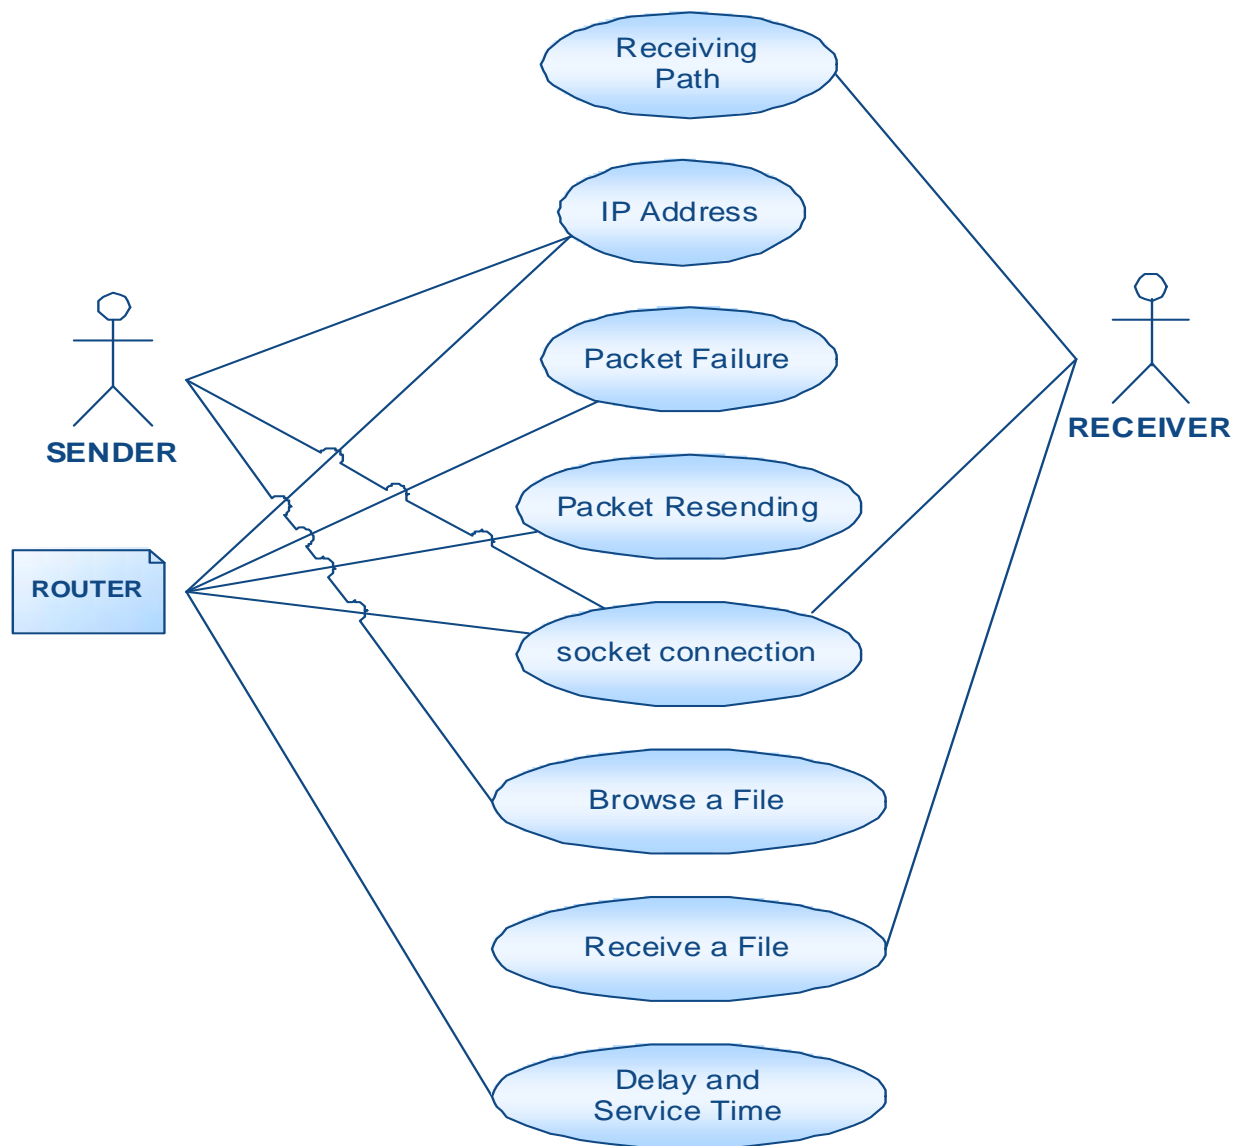 Receiving
Path
IP Address
Packet Failure
SENDER
RECEIVER
Packet Resending
ROUTER
socket connection
Browse a File
Receive a File
Delay and
Service Time